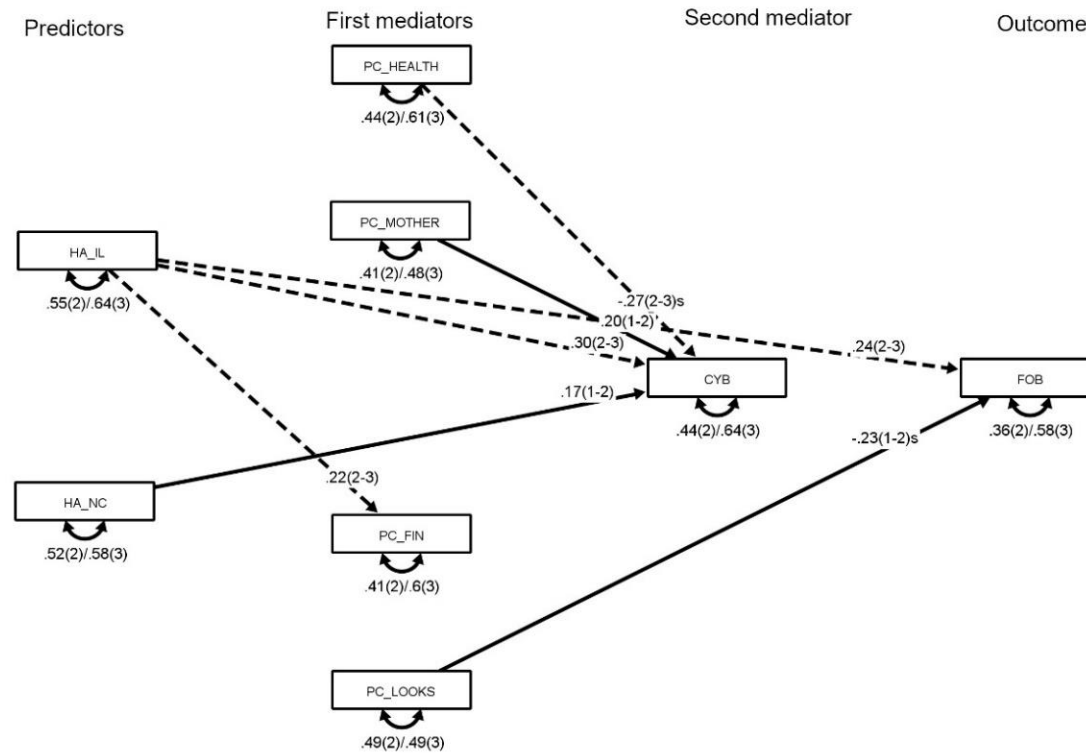 Predictors
First mediators
Second mediator
Outcome
PC_HEALTH
.44(2)/.61(3)
PC_MOTHER
.41(2)/.48(3)
HA_IL
.55(2)/.64(3)
-.27(2-3)s
.20(1-2)
.30(2-3)
.24(2-3)
CYB
.44(2)/.64(3)
FOB
.36(2)/.58(3)
.17(1-2)
-.23(1-2)s
.22(2-3)
HA_NC
.52(2)/.58(3)
PC_FIN
.41(2)/.6(3)
PC_LOOKS
.49(2)/.49(3)